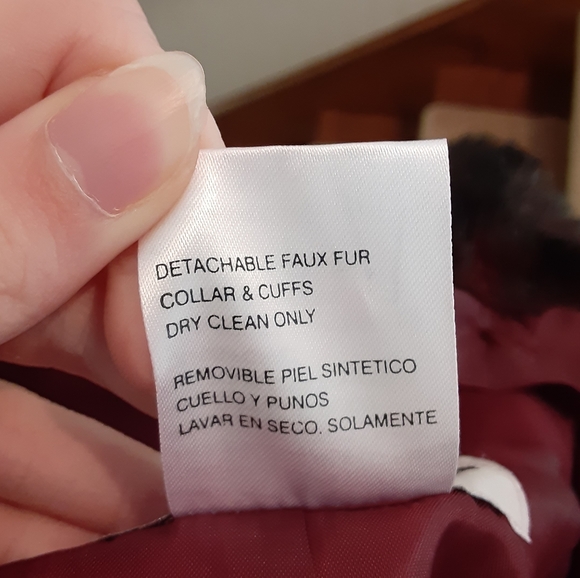 DETACHABLE FAUX FUR
COLLAR & CUFFS
DRY CLEAN ONLY
REMOVIBLE PIEL SINTETICO
CUELLO Y PUNOS
LAVAR EN SECO. SOLAMENTE